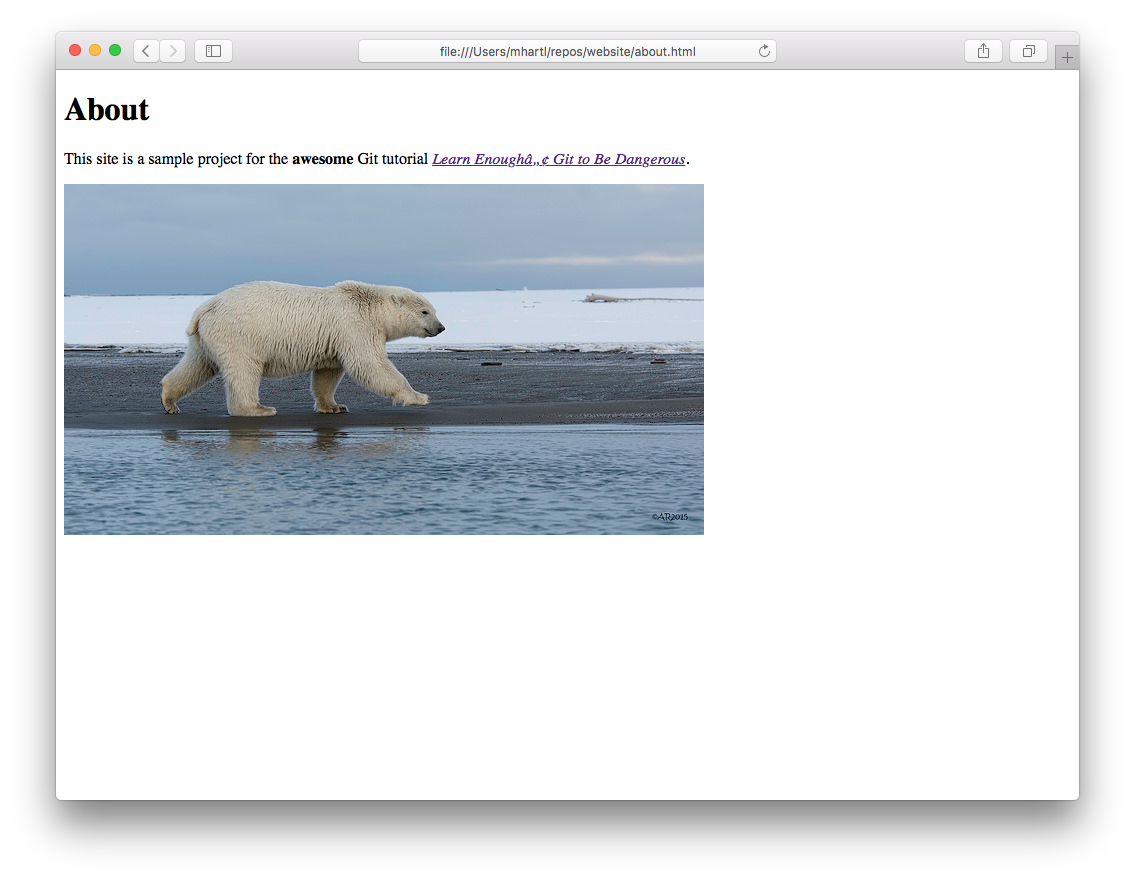 file:///Users/mhartl/repos/website/about.html
About
This site is a sample project for the awesome Git tutorial Learn Enoughâ„¢ Git to Be Dangerous.
©AR2015